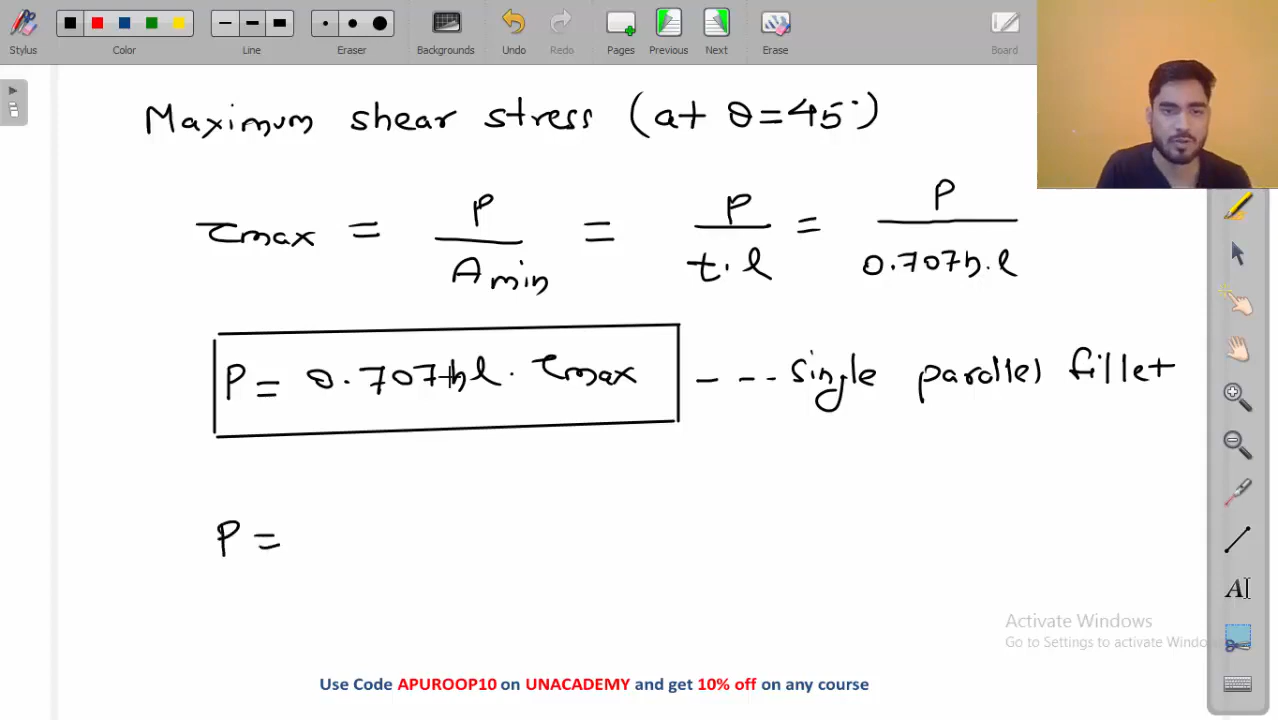 Stylus Color Line Eraser Backgrounds Undo Redo Pages Previous Next Erase Board
Maximum shear stress (at θ=45°)
τmax = P / Amin = P / t.l = P / 0.707h.l
P = 0.707hl. τmax --- single parallel fillet
P =
Activate Windows
Go to Settings to activate Windo
Use Code APUROOP10 on UNACADEMY and get 10% off on any course